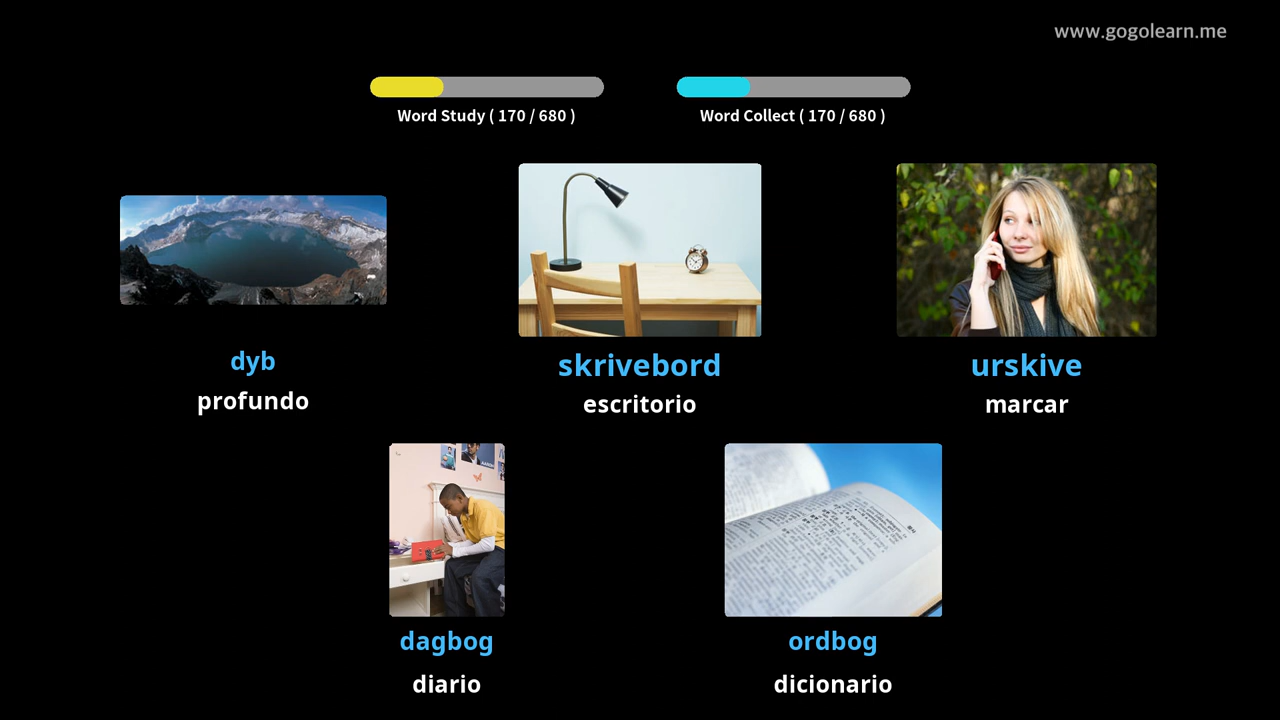 www.gogolearn.me
Word Study ( 170 / 680 )
Word Collect ( 170 / 680 )
dyb
profundo
skrivebord
escritorio
urskive
marcar
dagbog
diario
ordbog
dicionario